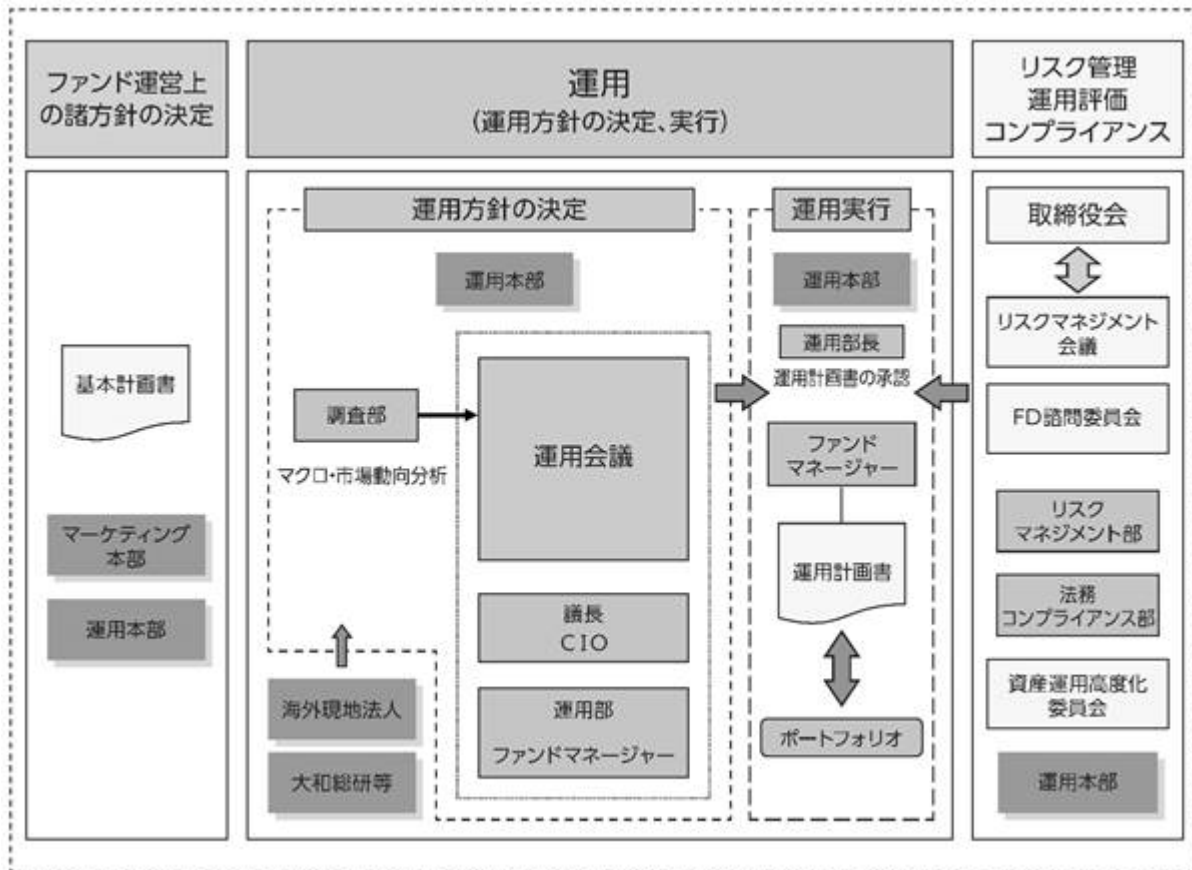 ファンド運営上
の諸方針の決定
運用
(運用方針の決定、実行)
リスク管理
運用評価
コンプライアンス
基本計画書
マーケティング
本部
運用本部
運用方針の決定
運用本部
調査部
マクロ・市場動向分析
運用会議
議長
CIO
運用部
ファンドマネージャー
海外現地法人
大和総研等
運用実行
運用本部
運用部長
運用計画書の承認
ファンド
マネージャー
運用計画書
ポートフォリオ
取締役会
リスクマネジメント
会議
FD諮問委員会
リスク
マネジメント部
法務
コンプライアンス部
資産運用高度化
委員会
運用本部